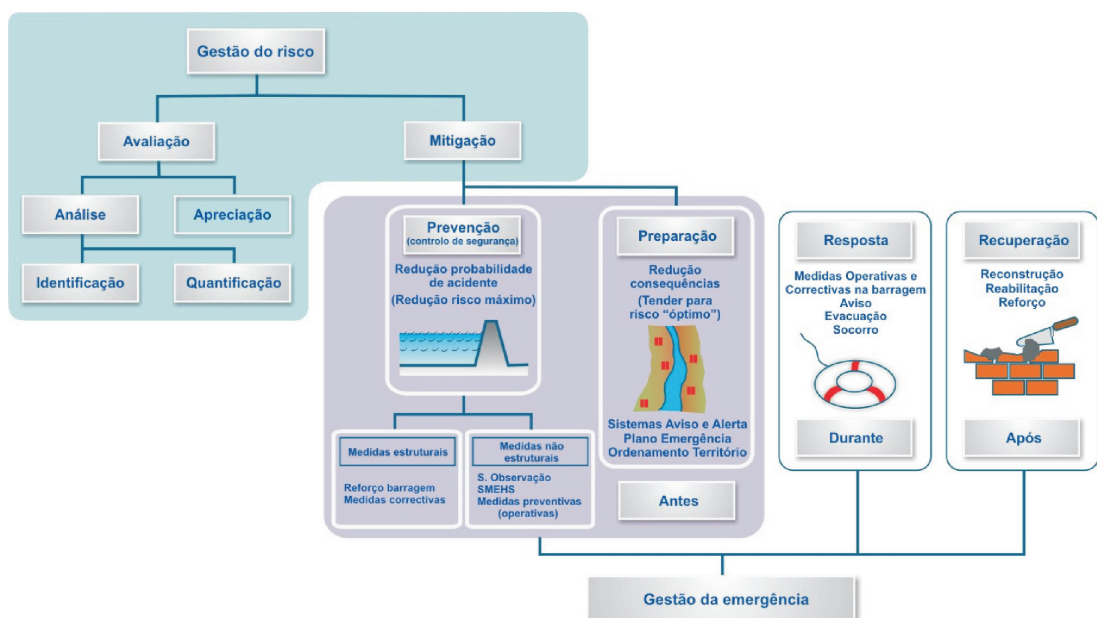 Gestão do risco
Avaliação
Mitigação
Análise
Apreciação
Identificação
Quantificação
Prevenção
(controlo de segurança)
Redução probabilidade
de acidente
(Redução risco máximo)
Medidas estruturais
Reforço barragem
Medidas correctivas
Medidas não
estruturais
S. Observação
SMEHS
Medidas preventivas
(operativas)
Preparação
Redução
consequências
(Tender para
risco “óptimo”)
Sistemas Aviso e Alerta
Plano Emergência
Ordenamento Território
Antes
Resposta
Medidas Operativas e
Correctivas na barragem
Aviso
Evacuação
Socorro
Durante
Recuperação
Reconstrução
Reabilitação
Reforço
Após
Gestão da emergência